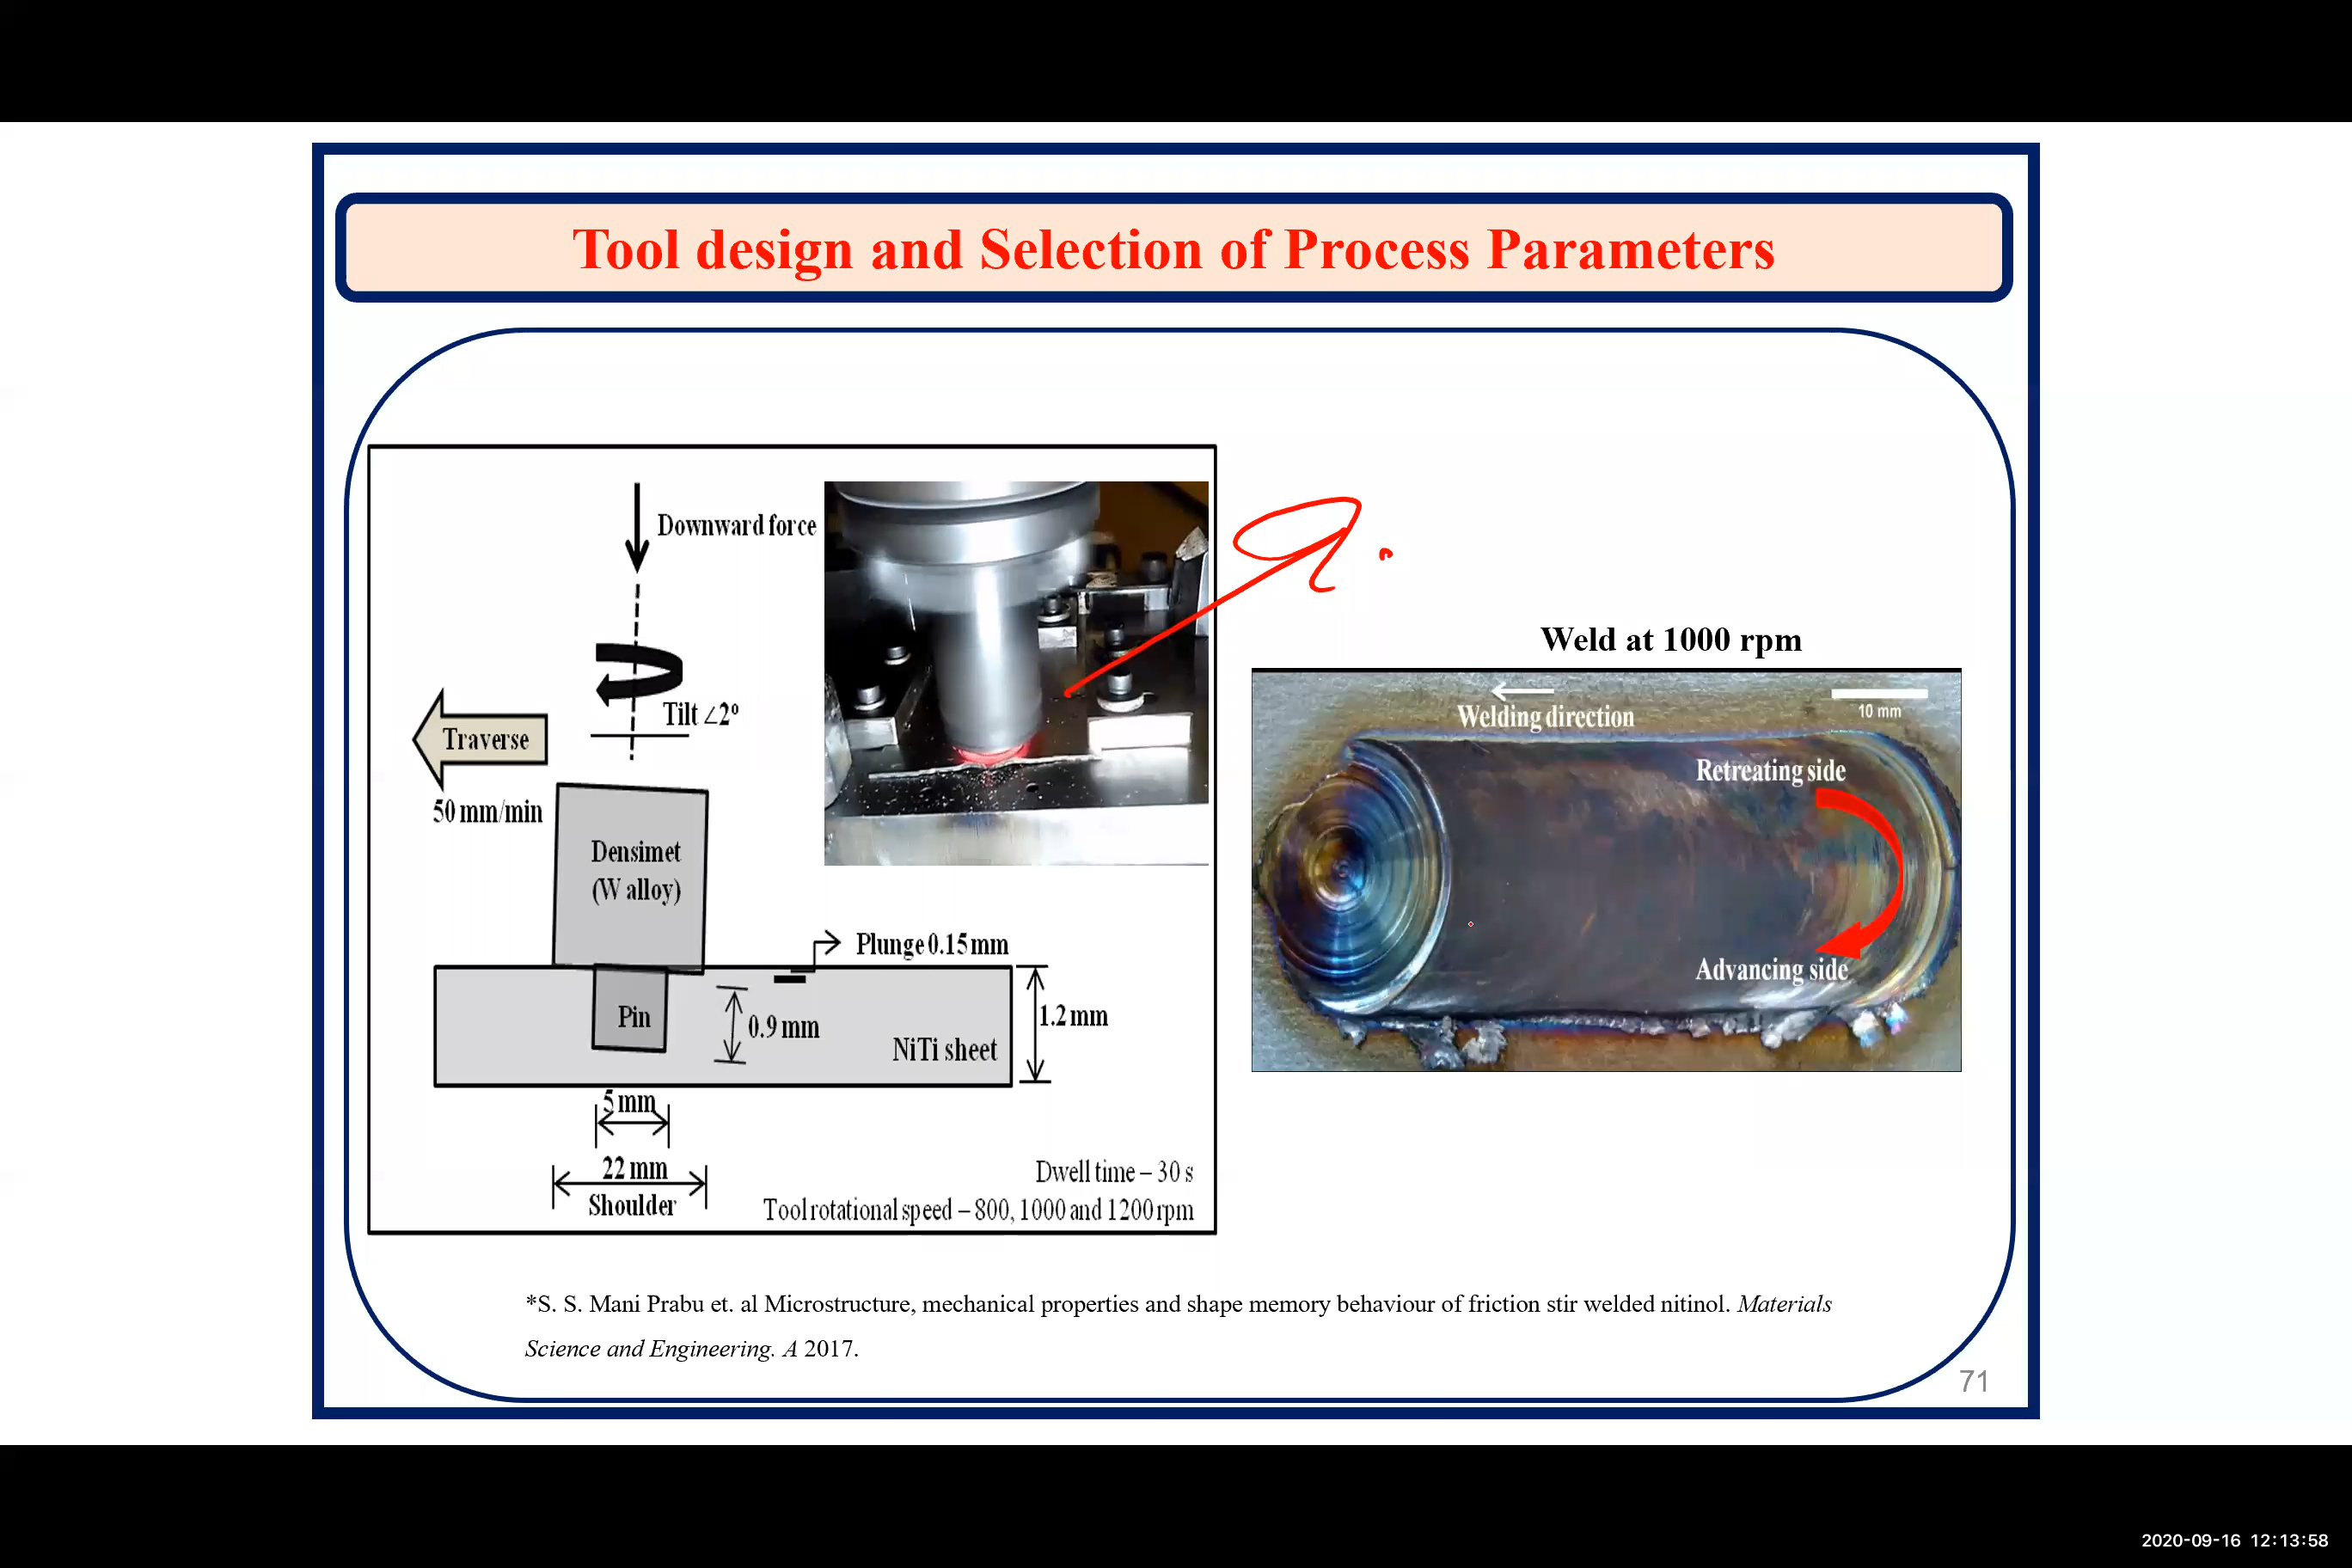 Tool design and Selection of Process Parameters
Downward force
Tilt ∠2º
Traverse
50 mm/min
Densimet
(W alloy)
Plunge 0.15 mm
Pin
0.9 mm
1.2 mm
NiTi sheet
5 mm
22 mm
Shoulder
Dwell time – 30 s
Tool rotational speed – 800, 1000 and 1200 rpm
Weld at 1000 rpm
Welding direction
10 mm
Retreating side
Advancing side
*S. S. Mani Prabu et. al Microstructure, mechanical properties and shape memory behaviour of friction stir welded nitinol. Materials
Science and Engineering. A 2017.
71
2020-09-16 12:13:58